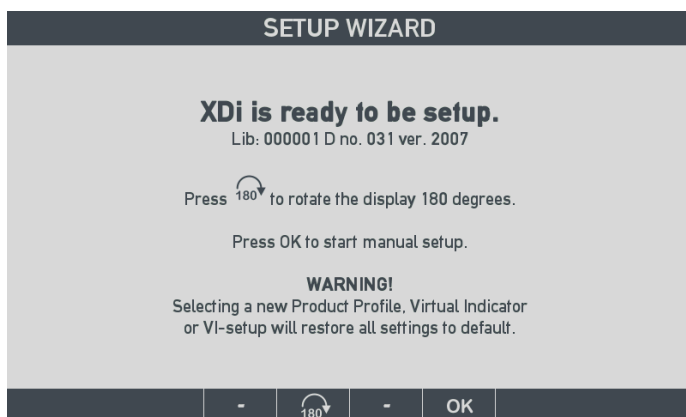 SETUP WIZARD
XDi is ready to be setup.
Lib: 000001 D no. 031 ver. 2007
Press 180 to rotate the display 180 degrees.
Press OK to start manual setup.
WARNING!
Selecting a new Product Profile, Virtual Indicator
or VI-setup will restore all settings to default.
- 180 - OK